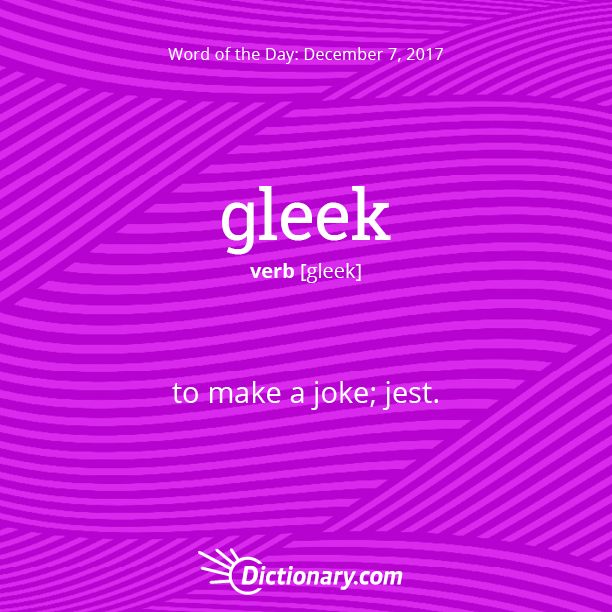 Word of the Day: December 7, 2017
gleek
verb [gleek]
to make a joke; jest.
Dictionary.com